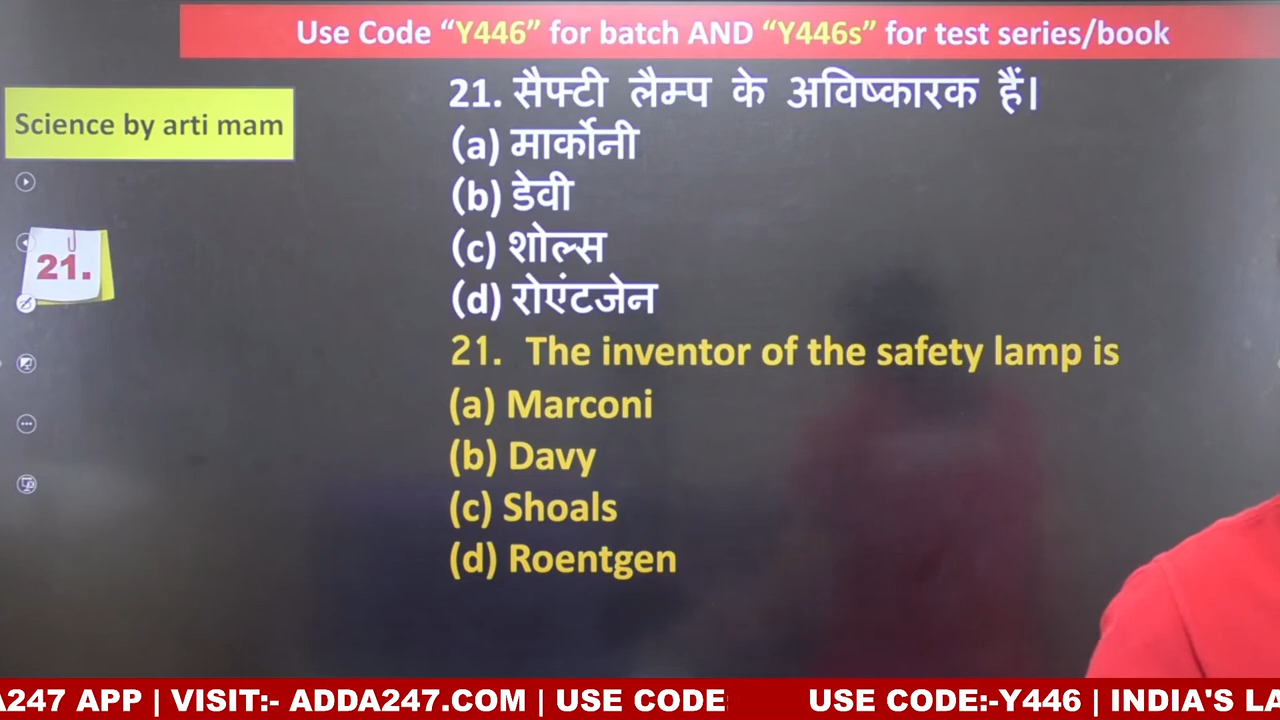 Use Code “Y446” for batch AND “Y446s” for test series/book
Science by arti mam
21.
21. सैफ्टी लैम्प के अविष्कारक हैं।
(a) मार्कोनी
(b) डेवी
(c) शोल्स
(d) रोएंटजेन
21. The inventor of the safety lamp is
(a) Marconi
(b) Davy
(c) Shoals
(d) Roentgen
A247 APP | VISIT:- ADDA247.COM | USE CODE USE CODE:-Y446 | INDIA'S LA